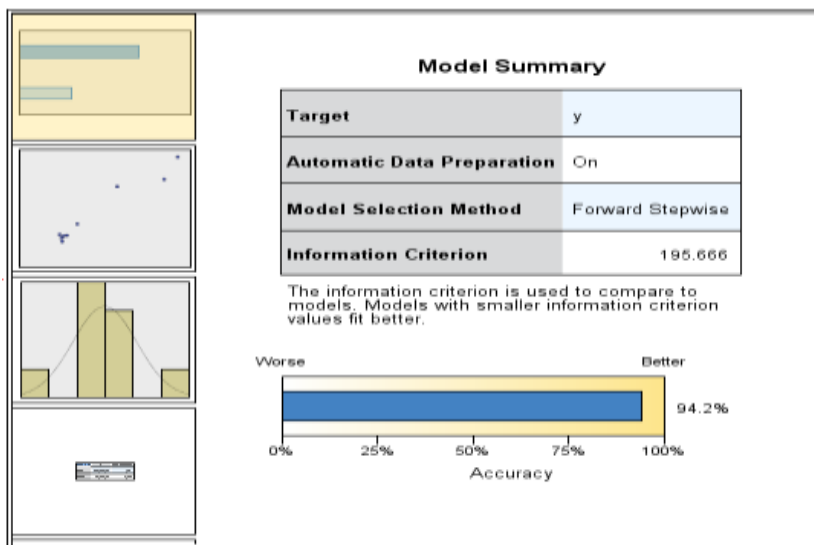 Model Summary
Target y
Automatic Data Preparation On
Model Selection Method Forward Stepwise
Information Criterion 195.666
The information criterion is used to compare to
models. Models with smaller information criterion
values fit better.
Worse Better
94.2%
0% 25% 50% 75% 100%
Accuracy